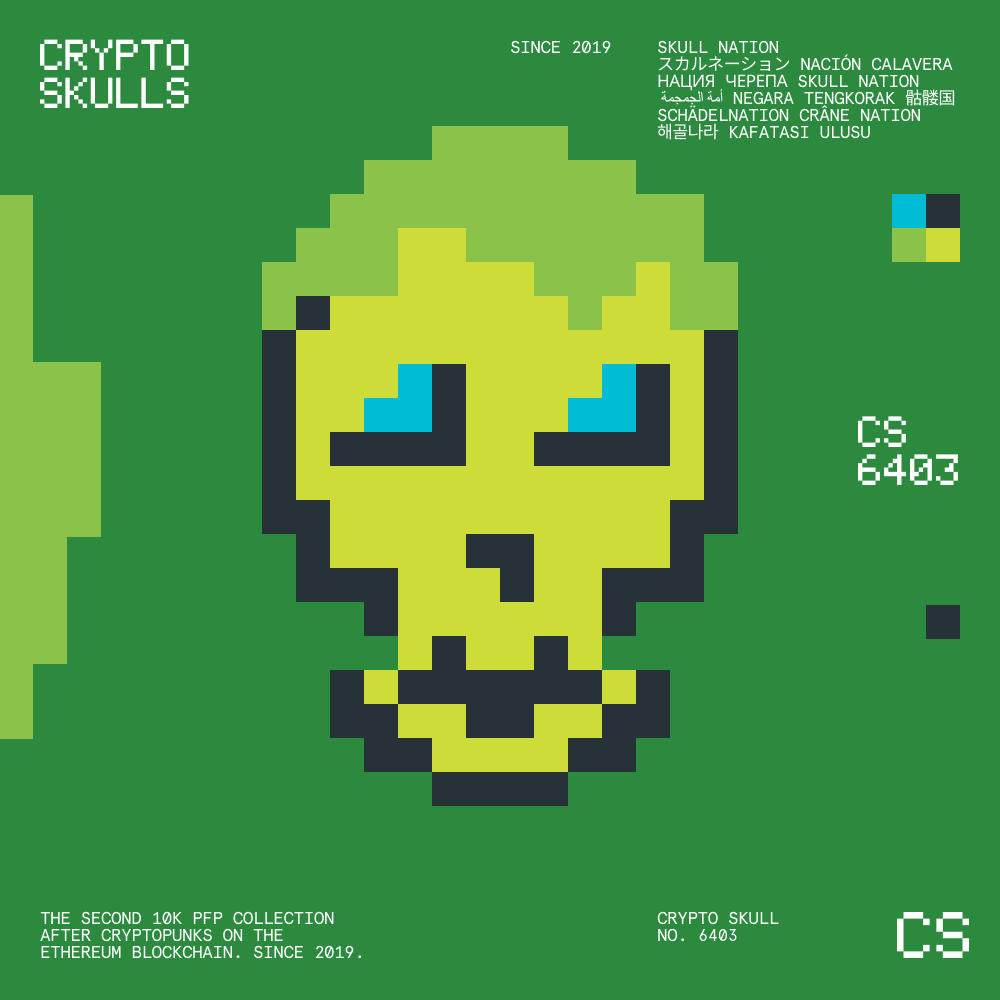 CRYPTO
SKULLS
SINCE 2019
SKULL NATION
スカルネーション NACIÓN CALAVERA
НАЦИЯ ЧЕРЕПА SKULL NATION
أمة الجمجمة NEGARA TENGKORAK 骷髅国
SCHÄDELNATION CRÂNE NATION
해골나라 KAFATASI ULUSU
CS
6403
THE SECOND 10K PFP COLLECTION
AFTER CRYPTOPUNKS ON THE
ETHEREUM BLOCKCHAIN. SINCE 2019.
CRYPTO SKULL
NO. 6403
CS